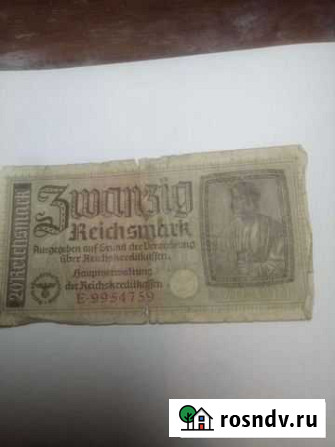 20 Reichsmark
Zwanzig
Reichsmark
Ausgegeben auf Grund der Verordnung
über Reichskreditkassen.
Hauptverwaltung
der Reichskreditkassen
E·9954759
rosndv.ru